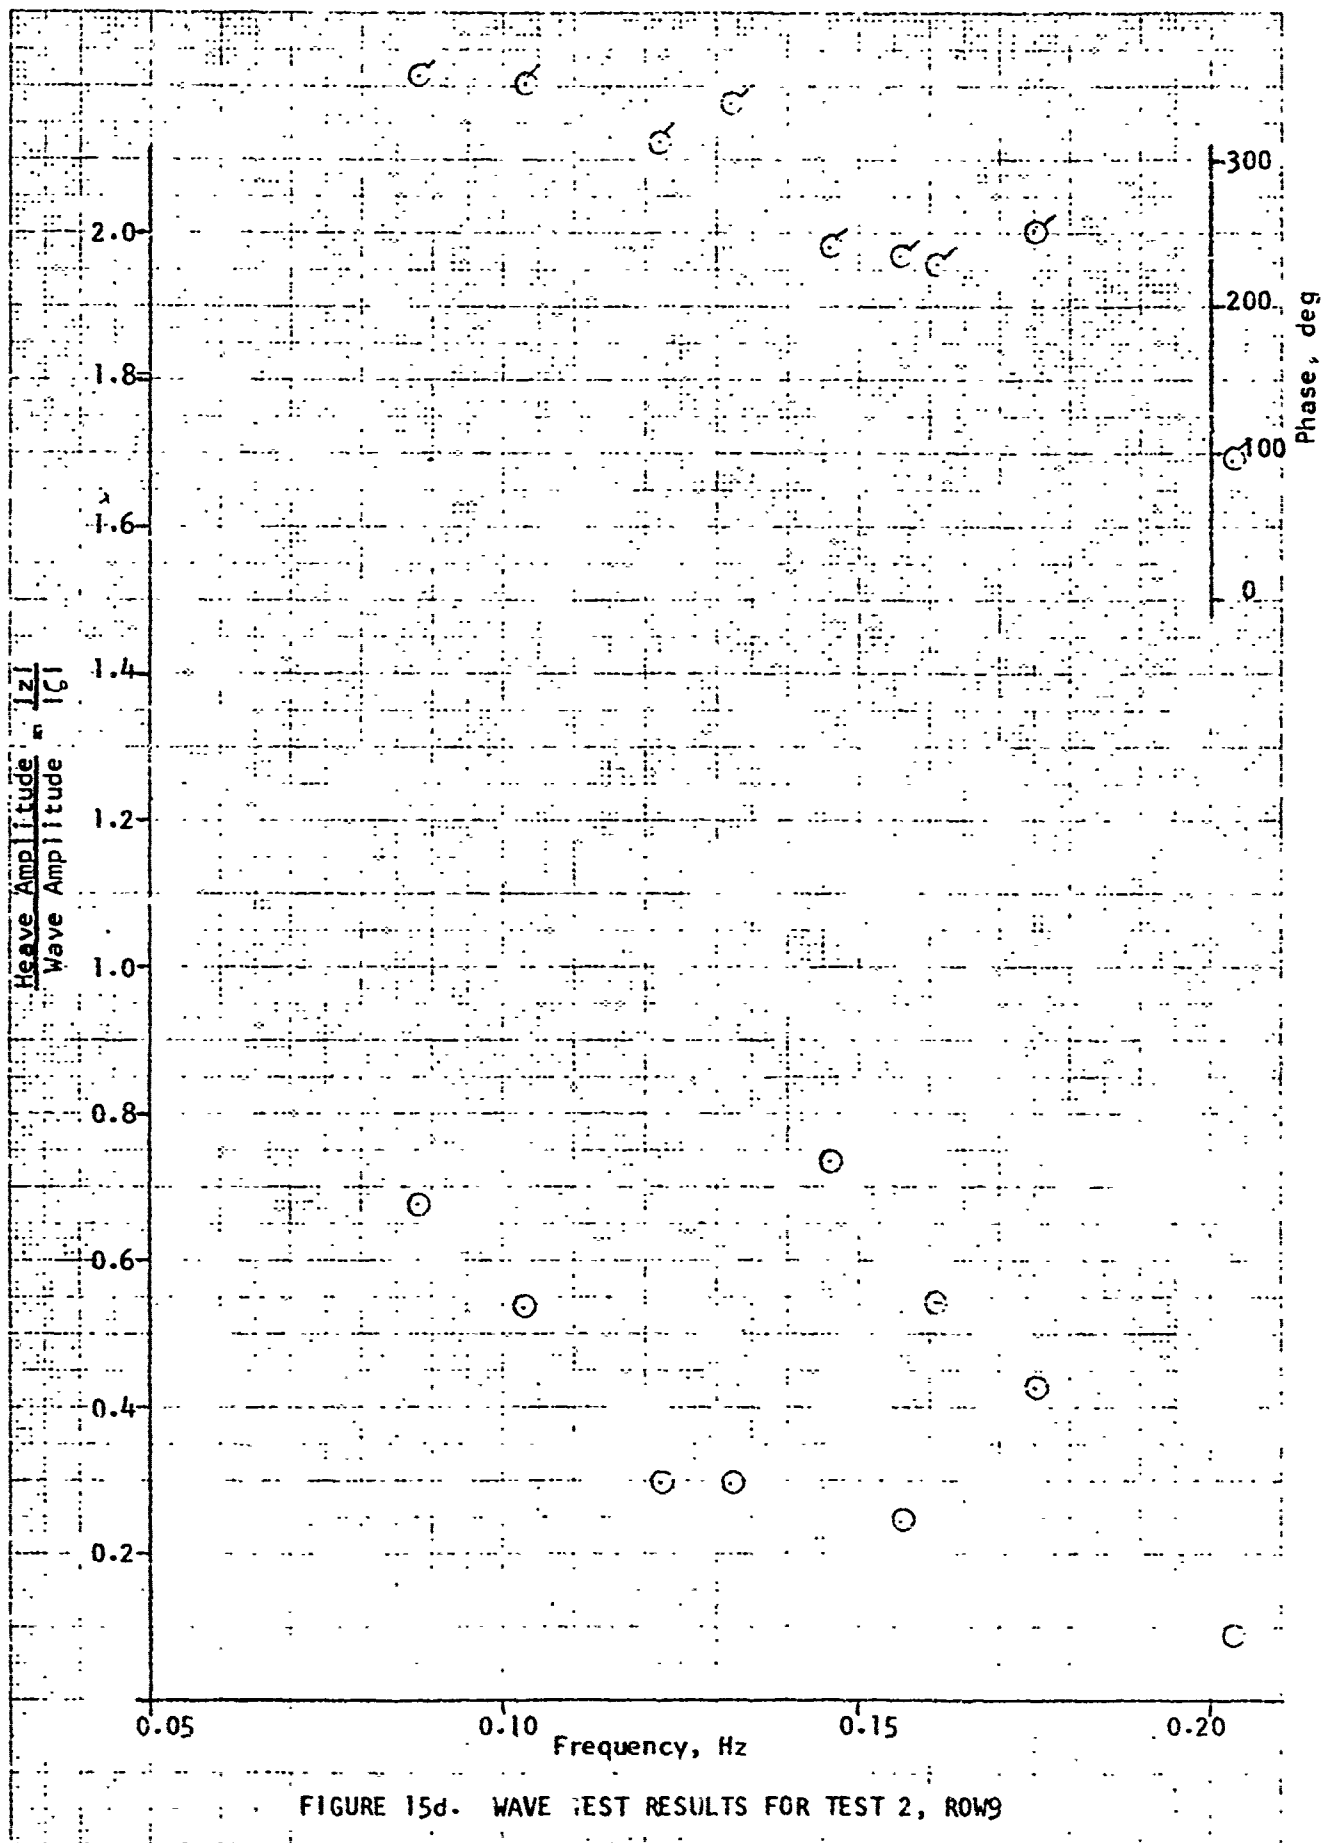 300
2.0
200
Phase, deg
1.8
100
1.6
0
1.4
Heave Amplitude = |z|
Wave Amplitude |ζ|
1.2
1.0
0.8
0.6
0.4
0.2
0.05 0.10 0.15 0.20
Frequency, Hz
FIGURE 15d. WAVE TEST RESULTS FOR TEST 2, ROW9